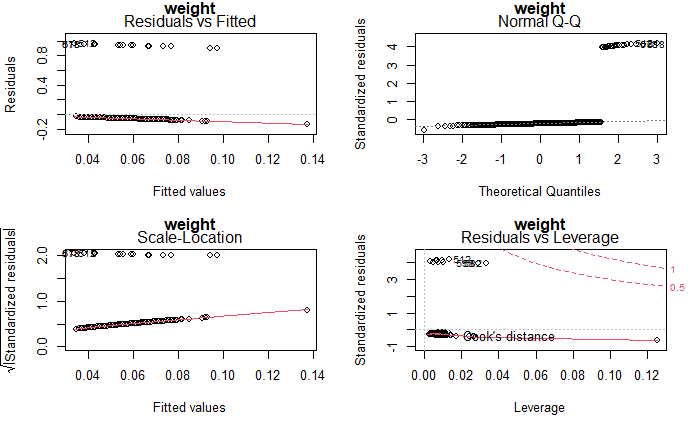 weight
Residuals vs Fitted
Residuals
-0.2 0.4 0.8
512
0.04 0.06 0.08 0.10 0.12 0.14
Fitted values
weight
Normal Q-Q
Standardized residuals
0 1 2 3 4
-3 -2 -1 0 1 2 3
Theoretical Quantiles
weight
Scale-Location
√|Standardized residuals|
0.0 1.0 2.0
0.04 0.06 0.08 0.10 0.12 0.14
Fitted values
weight
Residuals vs Leverage
Standardized residuals
-1 1 3
512
1
0.5
Cook's distance
0.00 0.02 0.04 0.06 0.08 0.10 0.12
Leverage